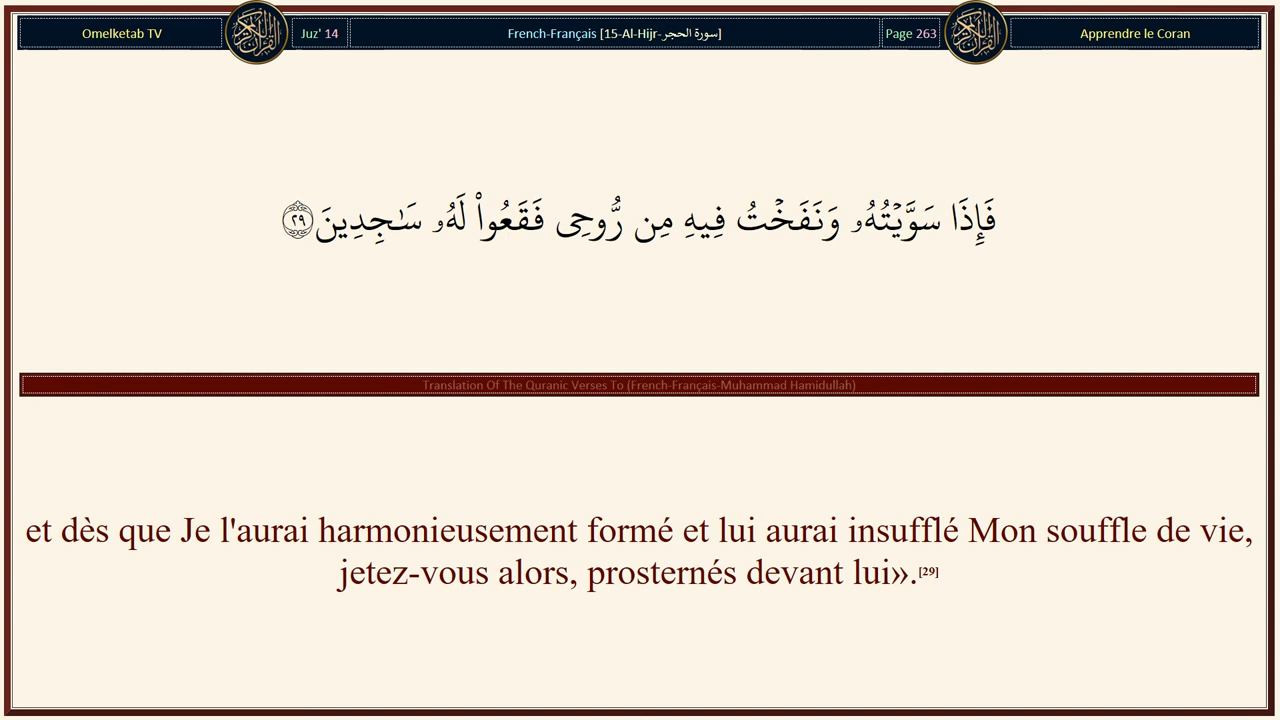 Omelketab TV
Juz' 14
French-Français [15-Al-Hijr-سورة الحجر]
Page 263
Apprendre le Coran
فَإِذَا سَوَّيْتُهُۥ وَنَفَخْتُ فِيهِ مِن رُّوحِى فَقَعُوا۟ لَهُۥ سَـٰجِدِينَ ٢٩
Translation Of The Quranic Verses To (French-Français-Muhammad Hamidullah)
et dès que Je l'aurai harmonieusement formé et lui aurai insufflé Mon souffle de vie,
jetez-vous alors, prosternés devant lui».[29]